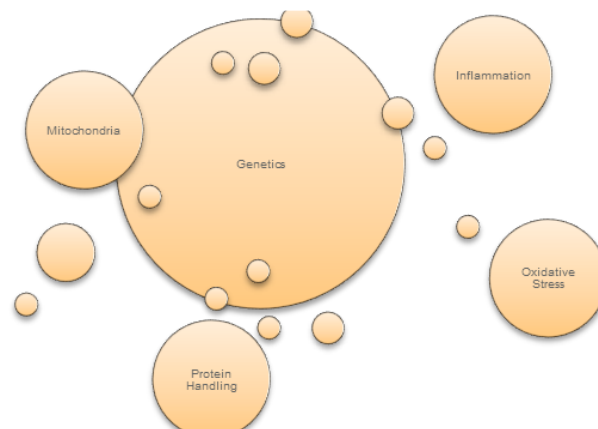 Inflammation
Mitochondria
Genetics
Oxidative
Stress
Protein
Handling